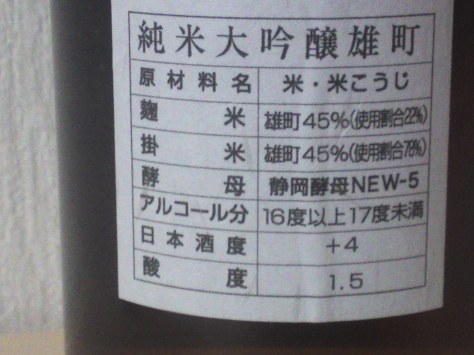 純米大吟醸雄町
原材料名 米・米こうじ
麹米 雄町45%(使用割合22%)
掛米 雄町45%(使用割合78%)
酵母 静岡酵母NEW-5
アルコール分 16度以上17度未満
日本酒度 +4
酸度 1.5